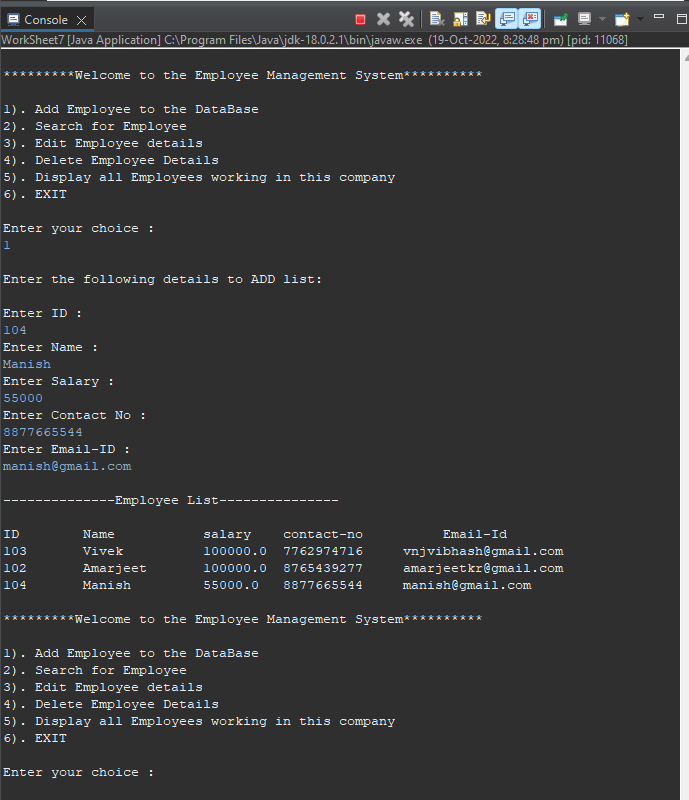 Console
WorkSheet7 [Java Application] C:\Program Files\Java\jdk-18.0.2.1\bin\javaw.exe (19-Oct-2022, 8:28:48 pm) [pid: 11068]
*********Welcome to the Employee Management System**********
1). Add Employee to the DataBase
2). Search for Employee
3). Edit Employee details
4). Delete Employee Details
5). Display all Employees working in this company
6). EXIT
Enter your choice :
1
Enter the following details to ADD list:
Enter ID :
104
Enter Name :
Manish
Enter Salary :
55000
Enter Contact No :
8877665544
Enter Email-ID :
manish@gmail.com
--------------Employee List---------------
ID Name salary contact-no Email-Id
103 Vivek 100000.0 7762974716 vnjvibhash@gmail.com
102 Amarjeet 100000.0 8765439277 amarjeetkr@gmail.com
104 Manish 55000.0 8877665544 manish@gmail.com
*********Welcome to the Employee Management System**********
1). Add Employee to the DataBase
2). Search for Employee
3). Edit Employee details
4). Delete Employee Details
5). Display all Employees working in this company
6). EXIT
Enter your choice :